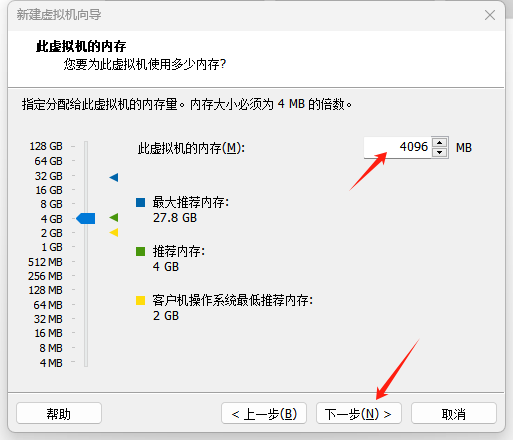 新建虚拟机向导
此虚拟机的内存
您要为此虚拟机使用多少内存?
指定分配给此虚拟机的内存量。内存大小必须为 4 MB 的倍数。
128 GB
64 GB
32 GB
16 GB
8 GB
4 GB
2 GB
1 GB
512 MB
256 MB
128 MB
64 MB
32 MB
16 MB
8 MB
4 MB
此虚拟机的内存(M):
4096 MB
最大推荐内存:
27.8 GB
推荐内存:
4 GB
客户机操作系统最低推荐内存:
2 GB
帮助
< 上一步(B)
下一步(N) >
取消